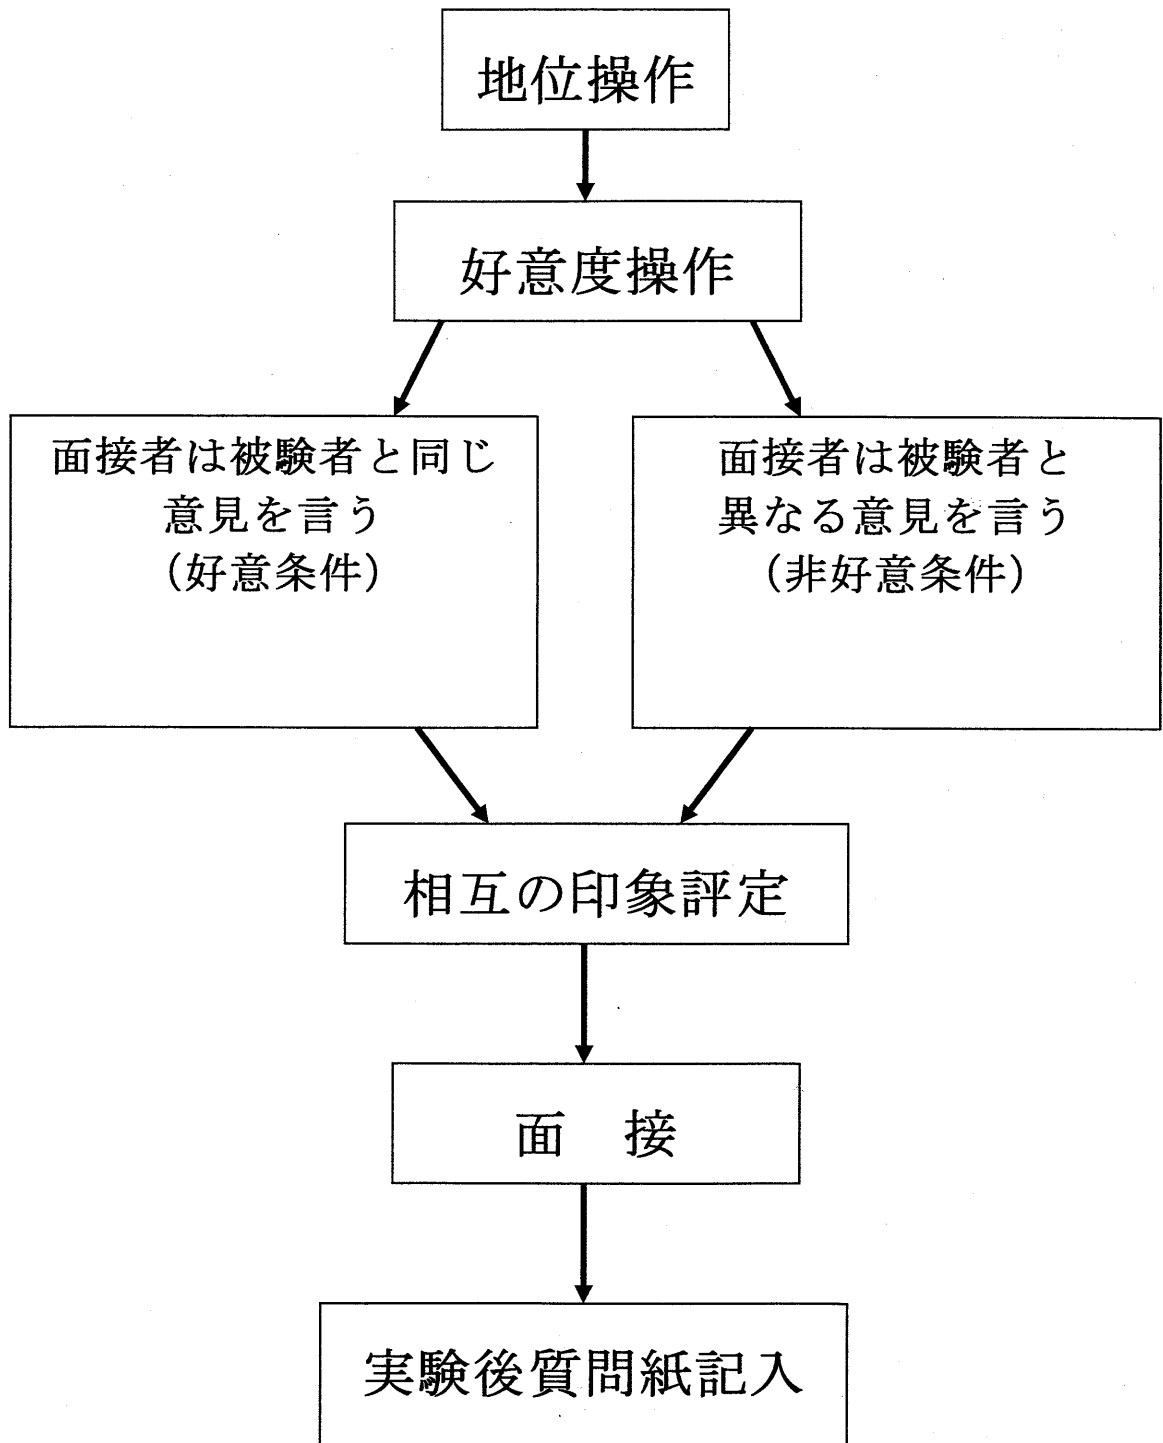 地位操作
好意度操作
面接者は被験者と同じ
意見を言う
（好意条件）
面接者は被験者と
異なる意見を言う
（非好意条件）
相互の印象評定
面　接
実験後質問紙記入